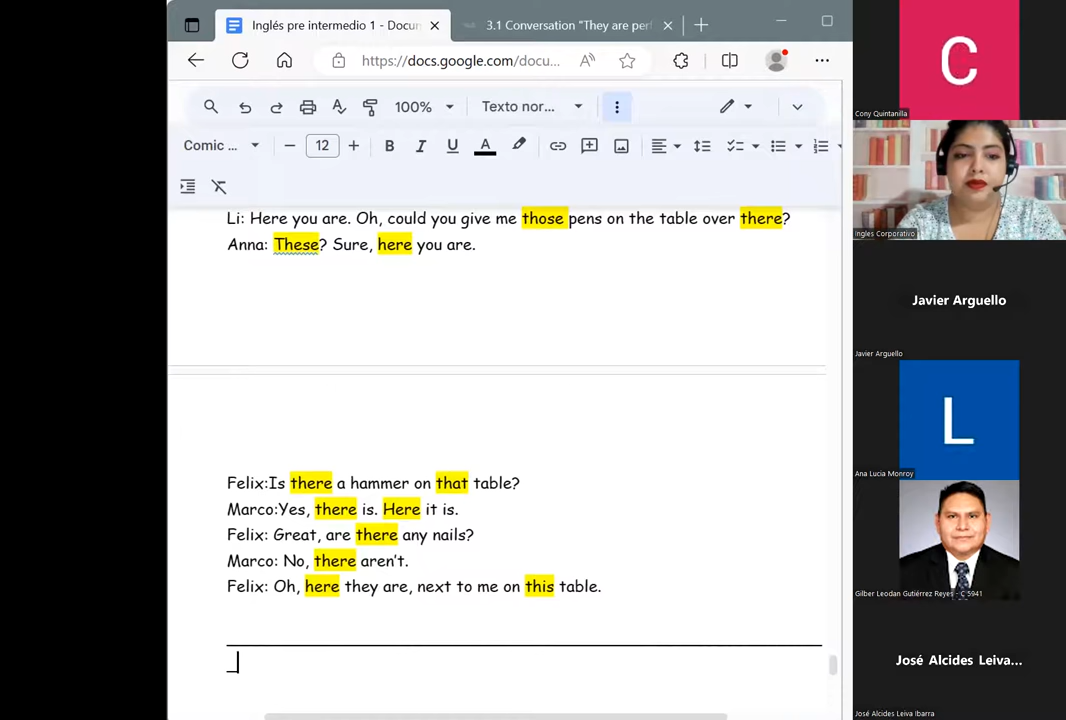 Inglés pre intermedio 1 - Docun
3.1 Conversation "They are perf
https://docs.google.com/docu...
100%
Texto nor...
Comic ...
12
Li: Here you are. Oh, could you give me those pens on the table over there?
Anna: These? Sure, here you are.
Felix:Is there a hammer on that table?
Marco:Yes, there is. Here it is.
Felix: Great, are there any nails?
Marco: No, there aren't.
Felix: Oh, here they are, next to me on this table.
C
Cony Quintanilla
Ingles Corporativo
Javier Arguello
Javier Arguello
L
Ana Lucia Monroy
Gilber Leodan Gutiérrez Reyes - C 5941
José Alcides Leiva...
José Alcides Leiva Ibarra